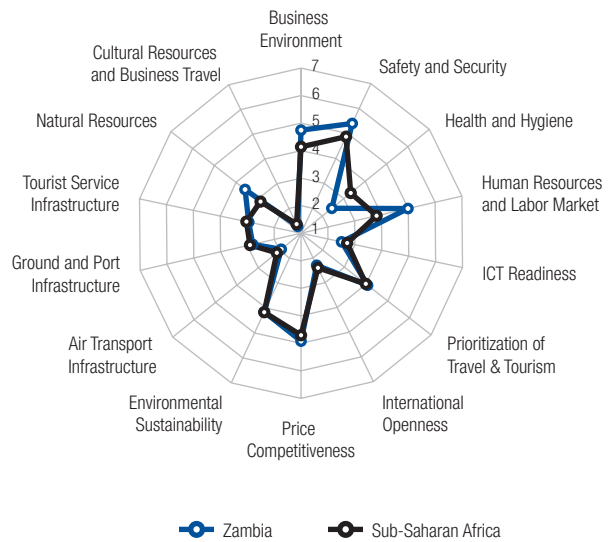 Business
Environment
Safety and Security
Health and Hygiene
Human Resources
and Labor Market
ICT Readiness
Prioritization of
Travel & Tourism
International
Openness
Price
Competitiveness
Environmental
Sustainability
Air Transport
Infrastructure
Ground and Port
Infrastructure
Tourist Service
Infrastructure
Natural Resources
Cultural Resources
and Business Travel
7
6
5
4
3
2
1
Zambia
Sub-Saharan Africa